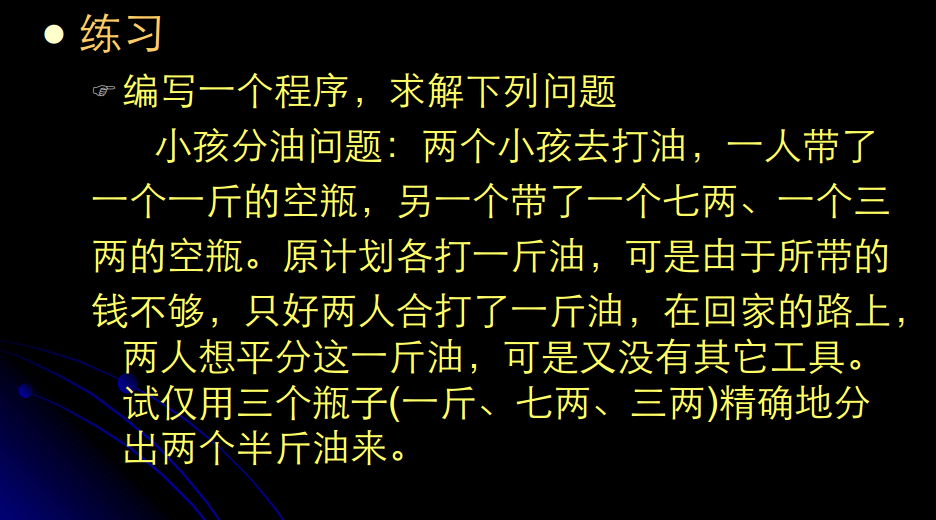 练习
编写一个程序，求解下列问题
小孩分油问题：两个小孩去打油，一人带了
一个一斤的空瓶，另一个带了一个七两、一个三
两的空瓶。原计划各打一斤油，可是由于所带的
钱不够，只好两人合打了一斤油，在回家的路上，
两人想平分这一斤油，可是又没有其它工具。
试仅用三个瓶子(一斤、七两、三两)精确地分
出两个半斤油来。